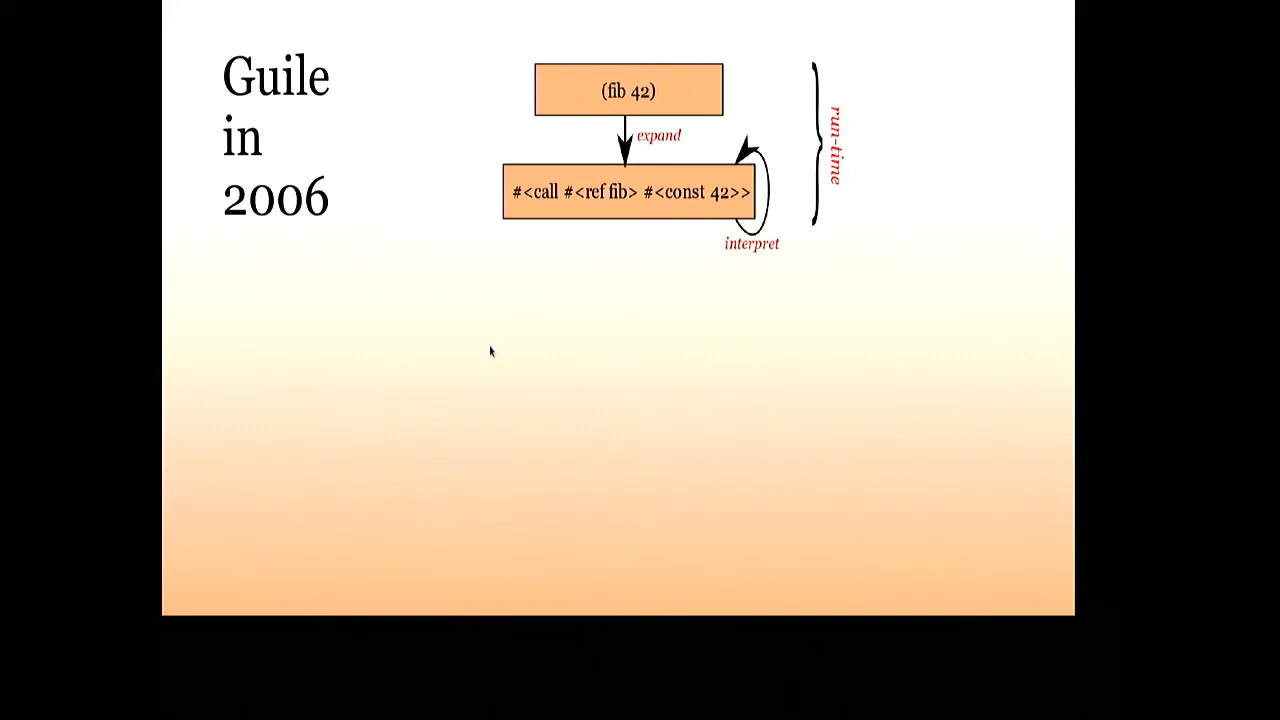 Guile
in
2006
(fib 42)
expand
#<call #<ref fib> #<const 42>>
interpret
run-time